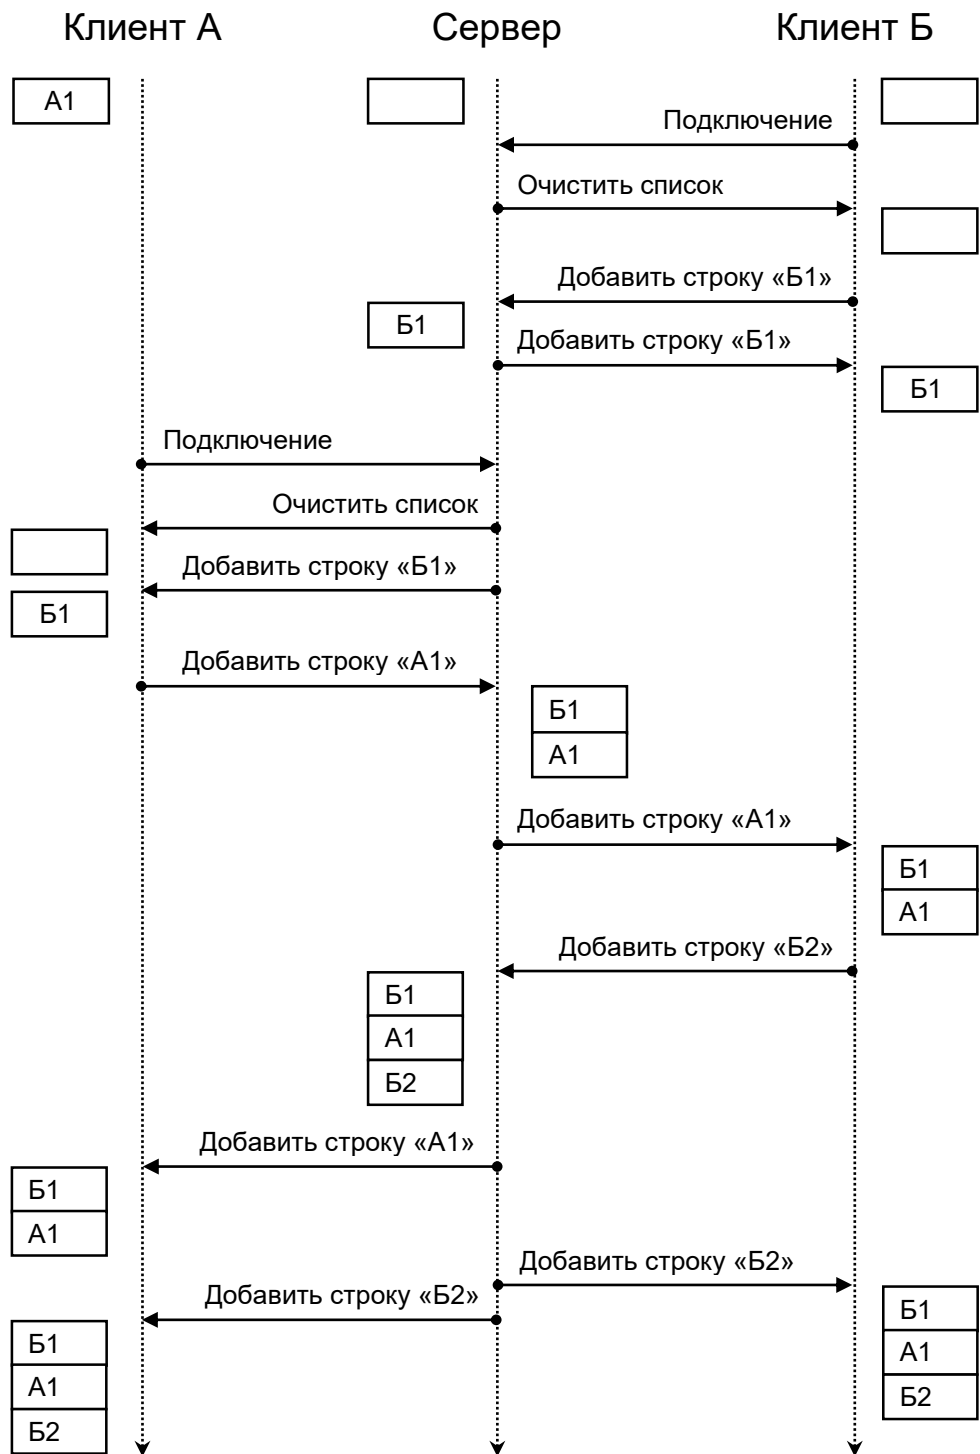 Клиент А
Сервер
Клиент Б
А1
Подключение
Очистить список
Добавить строку «Б1»
Б1
Добавить строку «Б1»
Б1
Подключение
Очистить список
Добавить строку «Б1»
Б1
Добавить строку «А1»
Б1
А1
Добавить строку «А1»
Б1
А1
Добавить строку «Б2»
Б1
А1
Б2
Добавить строку «А1»
Б1
А1
Добавить строку «Б2»
Добавить строку «Б2»
Б1
А1
Б2
Б1
А1
Б2